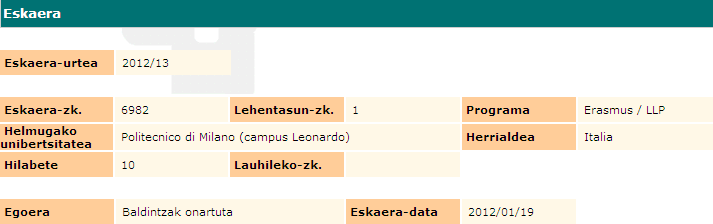 Eskaera
Eskaera-urtea 2012/13
Eskaera-zk. 6982 Lehentasun-zk. 1 Programa Erasmus / LLP
Helmugako unibertsitatea Politecnico di Milano (campus Leonardo) Herrialdea Italia
Hilabete 10 Lauhileko-zk.
Egoera Baldintzak onartuta Eskaera-data 2012/01/19